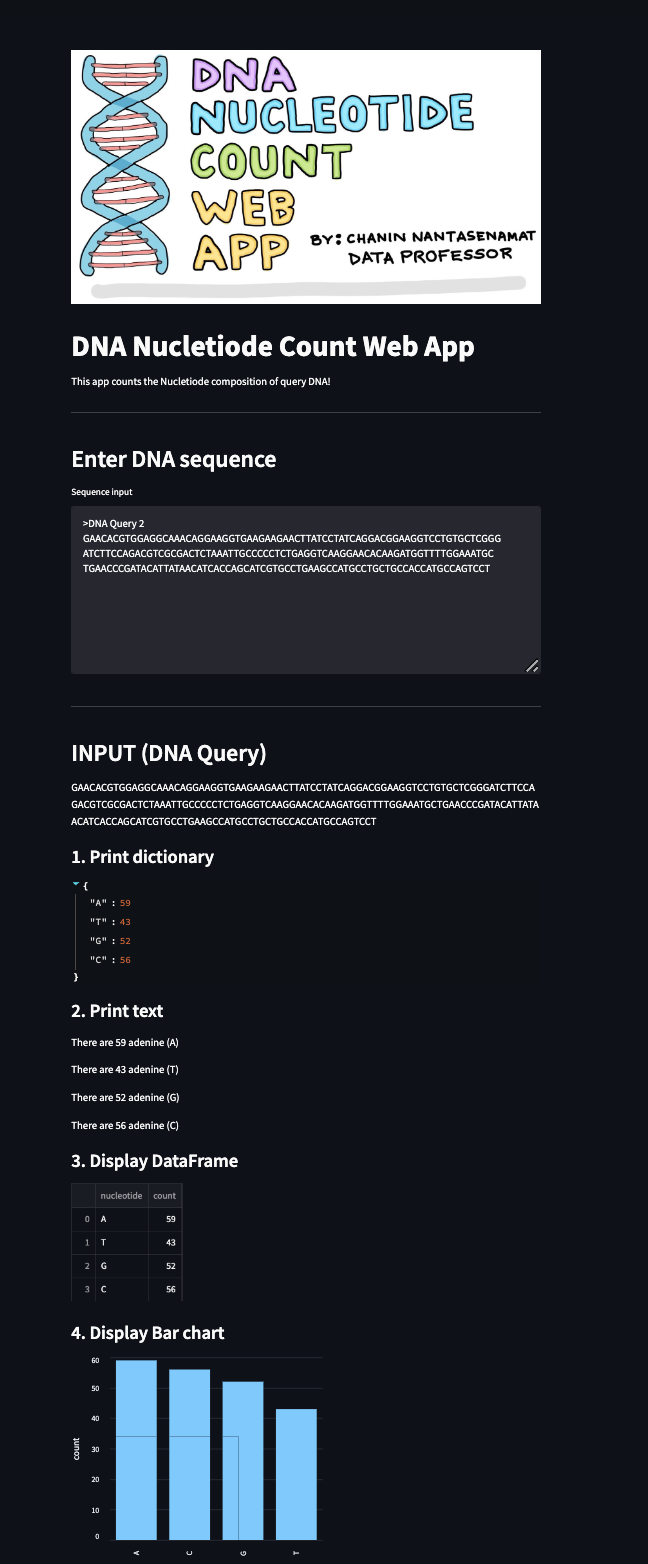 DNA
NUCLEOTIDE
COUNT
WEB
APP
BY: CHANIN NANTASENAMAT
DATA PROFESSOR
DNA Nucletiode Count Web App
This app counts the Nucletiode composition of query DNA!
Enter DNA sequence
Sequence input
>DNA Query 2
GAACACGTGGAGGCAAACAGGAAGGTGAAGAAGAACTTATCCTATCAGGACGGAAGGTCCTGTGCTCGGG
ATCTTCCAGACGTCGCGACTCTAAATTGCCCCCTCTGAGGTCAAGGAACACAAGATGGTTTTGGAAATGC
TGAACCCGATACATTATAACATCACCAGCATCGTGCCTGAAGCCATGCCTGCTGCCACCATGCCAGTCCT
INPUT (DNA Query)
GAACACGTGGAGGCAAACAGGAAGGTGAAGAAGAACTTATCCTATCAGGACGGAAGGTCCTGTGCTCGGGATCTTCCA
GACGTCGCGACTCTAAATTGCCCCCTCTGAGGTCAAGGAACACAAGATGGTTTTGGAAATGCTGAACCCGATACATTATA
ACATCACCAGCATCGTGCCTGAAGCCATGCCTGCTGCCACCATGCCAGTCCT
1. Print dictionary
{
"A" : 59
"T" : 43
"G" : 52
"C" : 56
}
2. Print text
There are 59 adenine (A)
There are 43 adenine (T)
There are 52 adenine (G)
There are 56 adenine (C)
3. Display DataFrame
nucleotide count
0 A 59
1 T 43
2 G 52
3 C 56
4. Display Bar chart
60
50
40
30
20
10
0
count
A C G T